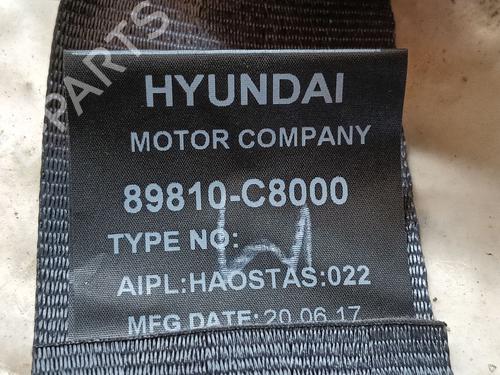 PARTS
HYUNDAI
MOTOR COMPANY
89810-C8000
TYPE NO:
AIPL:HAOSTAS:022
MFG DATE:20.06.17